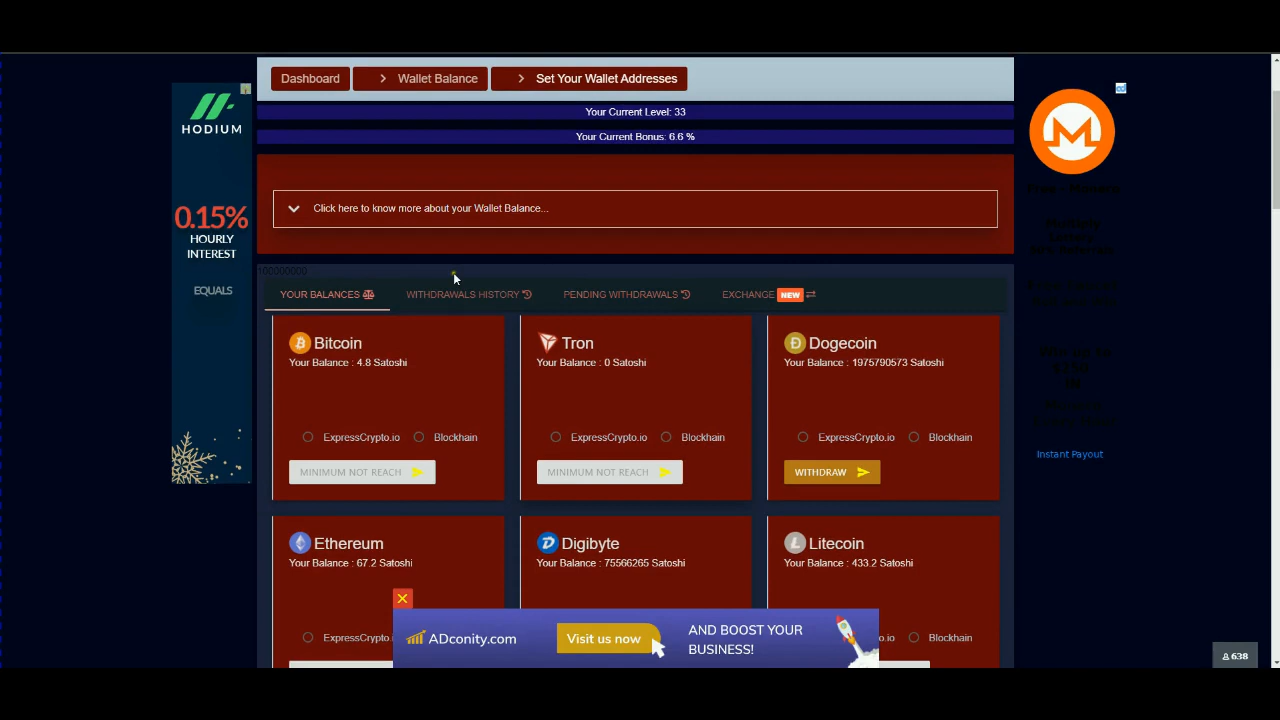 Dashboard
Wallet Balance
Set Your Wallet Addresses
Your Current Level: 33
Your Current Bonus: 6.6 %
HODIUM
0.15%
HOURLY
INTEREST
EQUALS
Click here to know more about your Wallet Balance...
YOUR BALANCES
WITHDRAWALS HISTORY
PENDING WITHDRAWALS
EXCHANGE NEW
Bitcoin
Your Balance : 4.8 Satoshi
ExpressCrypto.io
Blockhain
MINIMUM NOT REACH
Tron
Your Balance : 0 Satoshi
ExpressCrypto.io
Blockhain
MINIMUM NOT REACH
Dogecoin
Your Balance : 1975790573 Satoshi
ExpressCrypto.io
Blockhain
WITHDRAW
Ethereum
Your Balance : 67.2 Satoshi
Digibyte
Your Balance : 75566265 Satoshi
Litecoin
Your Balance : 433.2 Satoshi
Blockhain
ADconity.com
Visit us now
AND BOOST YOUR
BUSINESS!
Free - Monero
Instant Payout
638